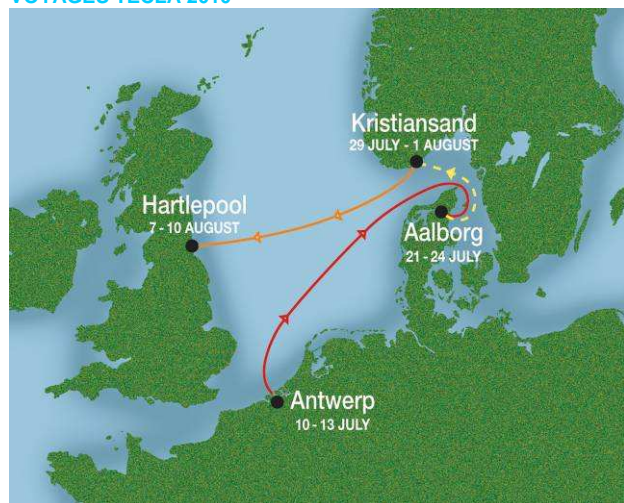 Kristiansand
29 JULY - 1 AUGUST
Hartlepool
7 - 10 AUGUST
Aalborg
21 - 24 JULY
Antwerp
10 - 13 JULY